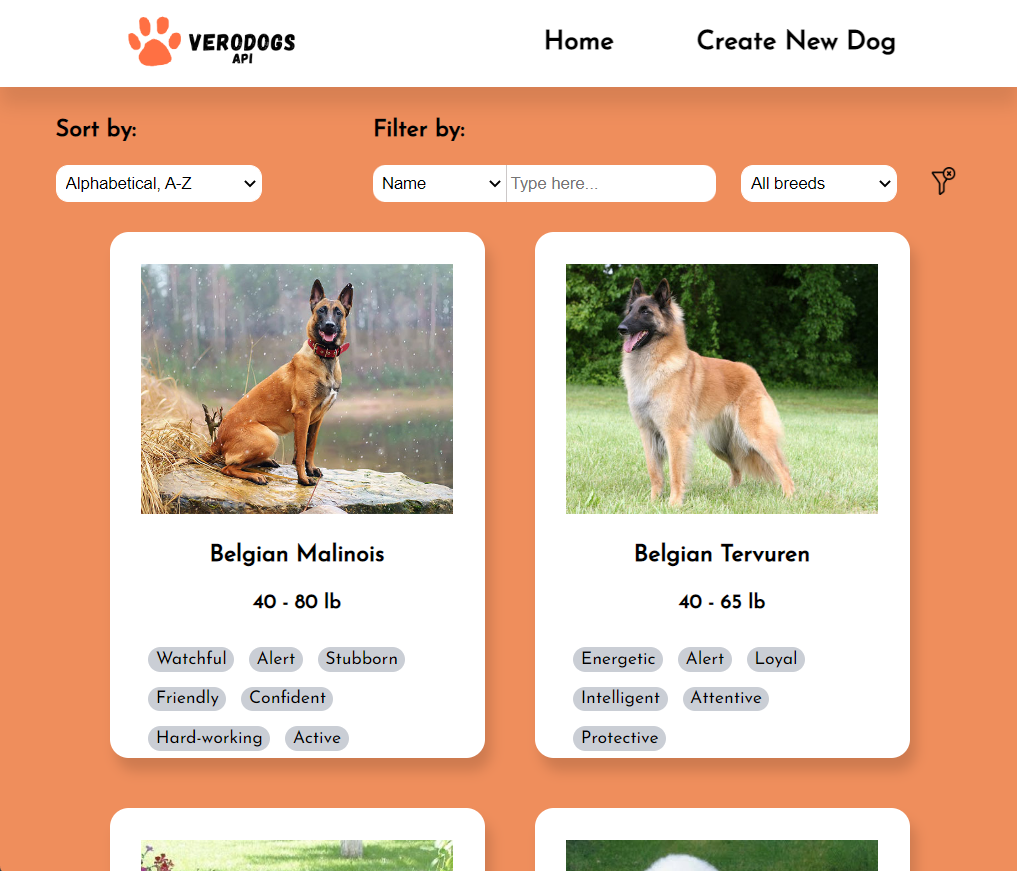 VERODOGS
API
Home
Create New Dog
Sort by:
Filter by:
Alphabetical, A-Z
Name
Type here...
All breeds
Belgian Malinois
40 - 80 lb
Watchful
Alert
Stubborn
Friendly
Confident
Hard-working
Active
Belgian Tervuren
40 - 65 lb
Energetic
Alert
Loyal
Intelligent
Attentive
Protective